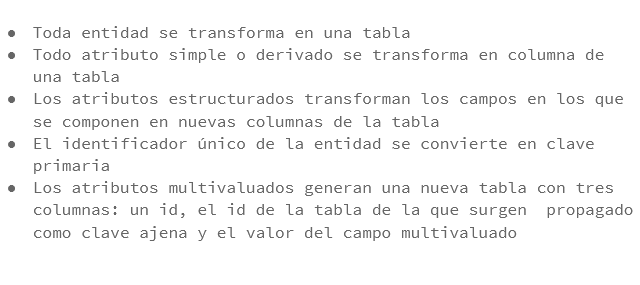 ● Toda entidad se transforma en una tabla
● Todo atributo simple o derivado se transforma en columna de
una tabla
● Los atributos estructurados transforman los campos en los que
se componen en nuevas columnas de la tabla
● El identificador único de la entidad se convierte en clave
primaria
● Los atributos multivaluados generan una nueva tabla con tres
columnas: un id, el id de la tabla de la que surgen  propagado
como clave ajena y el valor del campo multivaluado